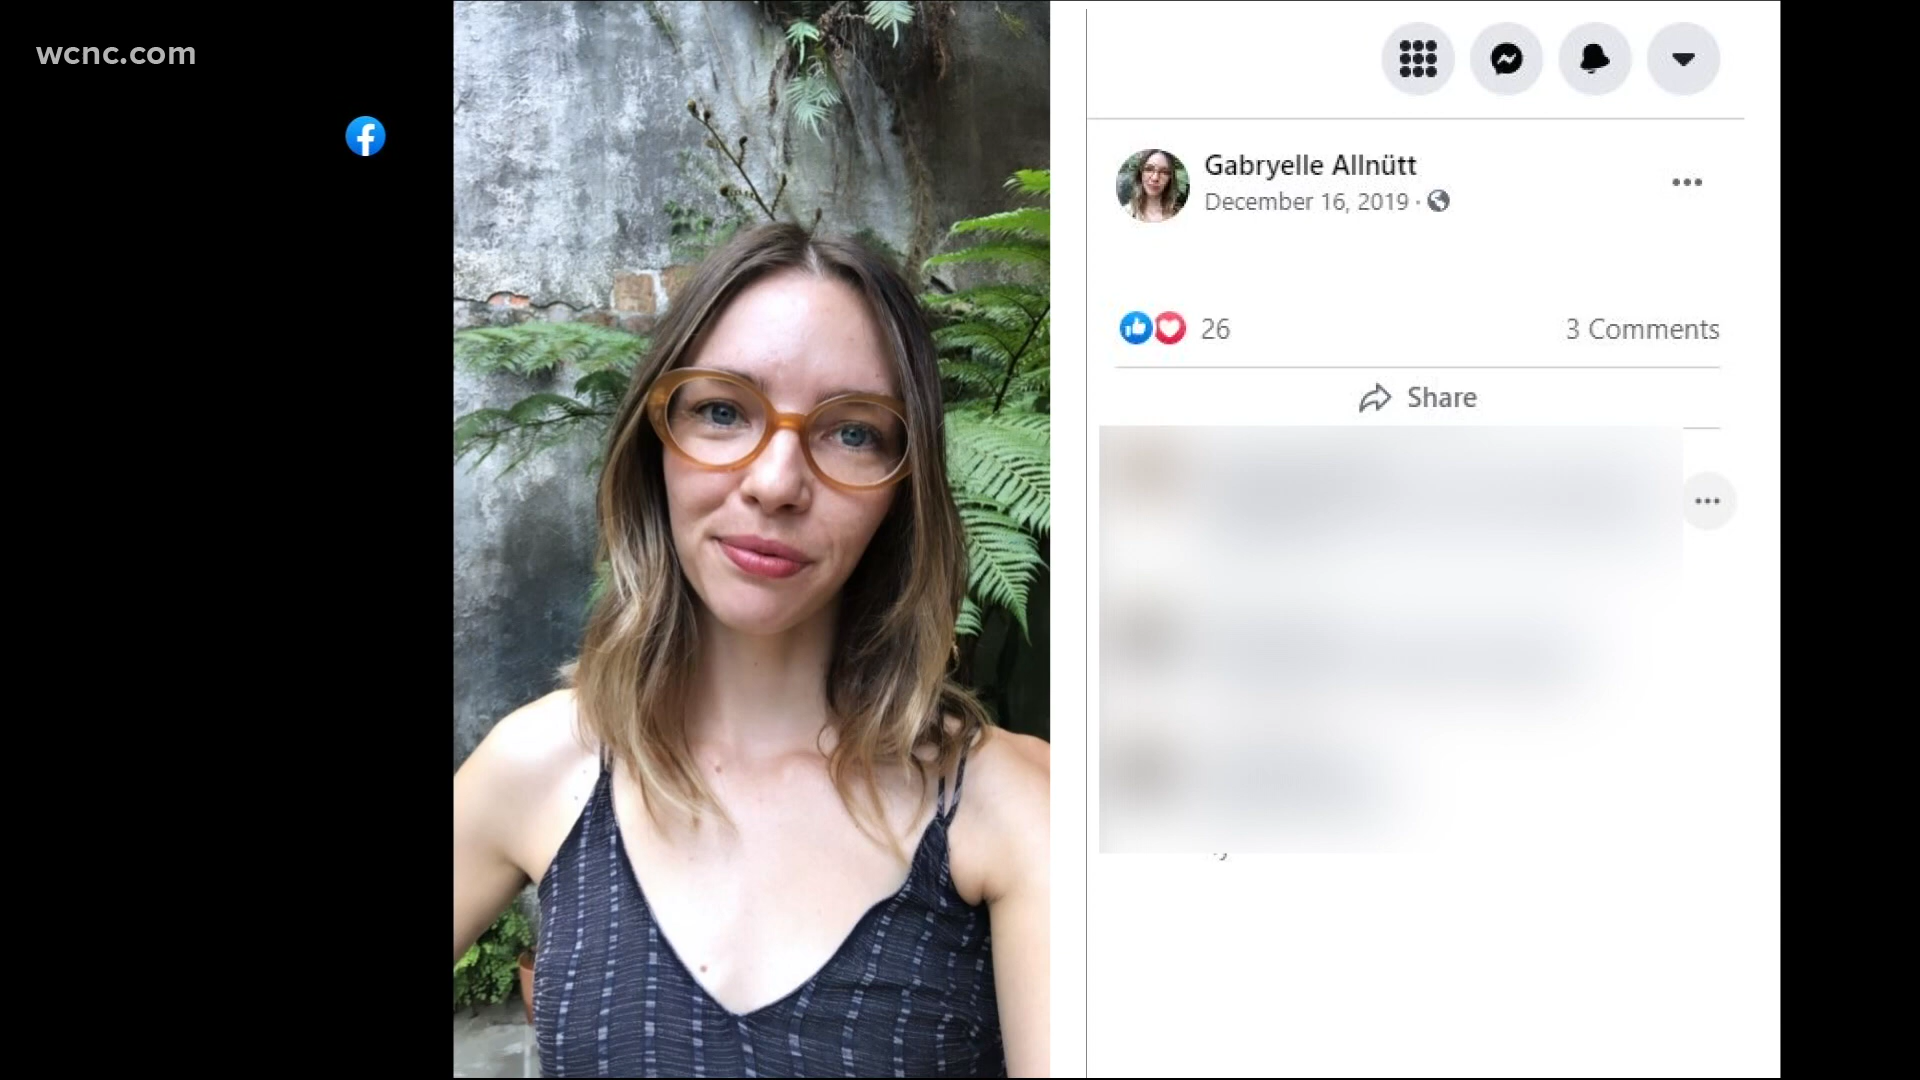 wcnc.com
Gabryelle Allnütt
December 16, 2019 ·
26
3 Comments
Share